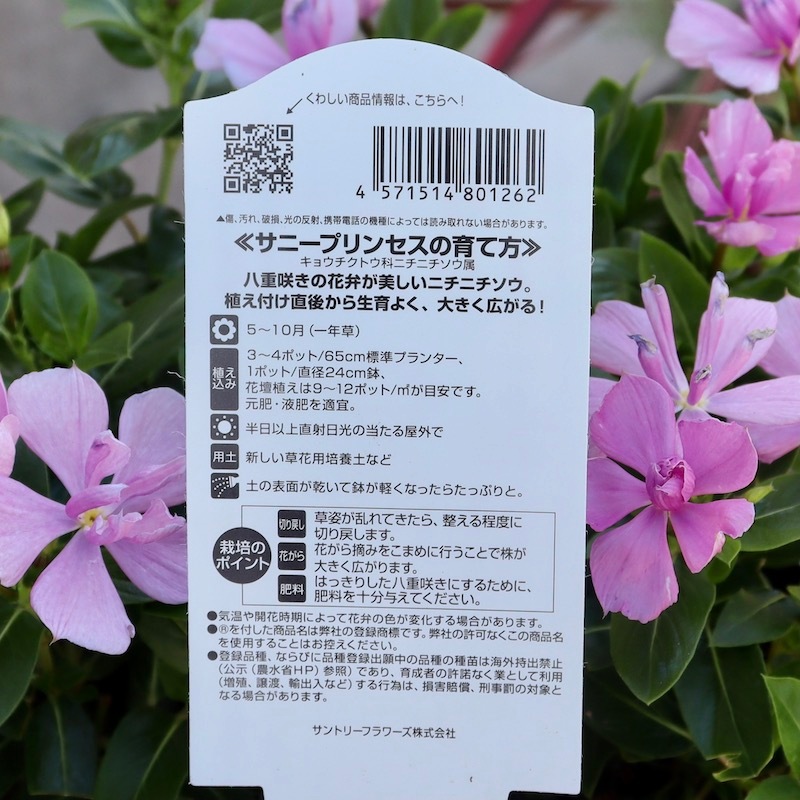 くわしい商品情報は、こちらへ!
4 571514 801262
▲傷、汚れ、破損、光の反射、携帯電話の機種によっては読み取れない場合があります。
≪サニープリンセスの育て方≫
キョウチクトウ科ニチニチソウ属
八重咲きの花弁が美しいニチニチソウ。
植え付け直後から生育よく、大きく広がる!
5〜10月(一年草)
植え込み
3〜4ポット/65cm標準プランター、
1ポット/直径24cm鉢、
花壇植えは9〜12ポット/㎡が目安です。
元肥・液肥を適宜。
半日以上直射日光の当たる屋外で
用土 新しい草花用培養土など
土の表面が乾いて鉢が軽くなったらたっぷりと。
栽培のポイント
切り戻し 草姿が乱れてきたら、整える程度に
切り戻します。
花がら 花がら摘みをこまめに行うことで株が
大きく広がります。
肥料 はっきりした八重咲きにするために、
肥料を十分与えてください。
●気温や開花時期によって花弁の色が変化する場合があります。
●®を付した商品名は弊社の登録商標です。弊社の許可なくこの商品名
を使用することはお控えください。
●登録品種、ならびに品種登録出願中の品種の種苗は海外持出禁止
(公示(農水省HP)参照)であり、育成者の許諾なく業として利用
(増殖、譲渡、輸出入など)する行為は、損害賠償、刑事罰の対象と
なる場合があります。
サントリーフラワーズ株式会社